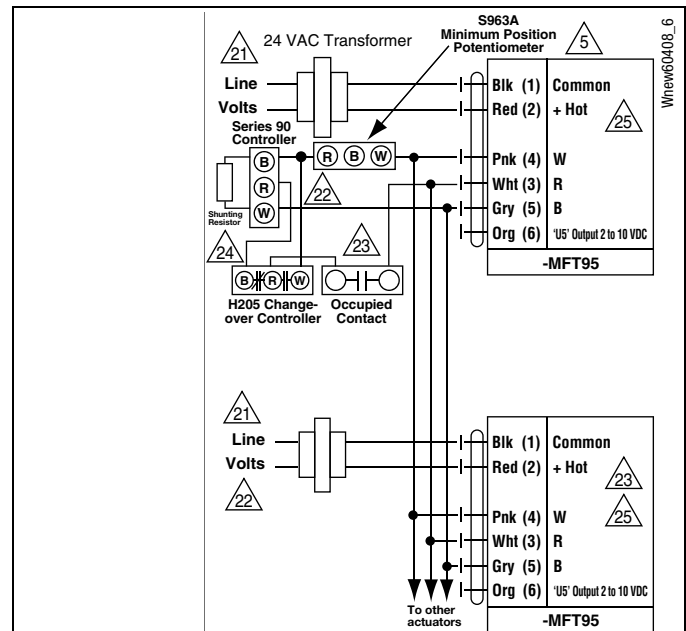 S963A
Minimum Position
Potentiometer
5
Wnew60408_6
21
24 VAC Transformer
Line
Volts
Blk (1) Common
Red (2) + Hot
25
Series 90
Controller
B
R
W
R B W
22
Pnk (4) W
Wht (3) R
Gry (5) B
Org (6) 'U5' Output 2 to 10 VDC
-MFT95
Shunting
Resistor
24
23
B R W
H205 Change-
over Controller
Occupied
Contact
21
Line
Volts
22
Blk (1) Common
Red (2) + Hot
23
25
Pnk (4) W
Wht (3) R
Gry (5) B
Org (6) 'U5' Output 2 to 10 VDC
-MFT95
To other
actuators